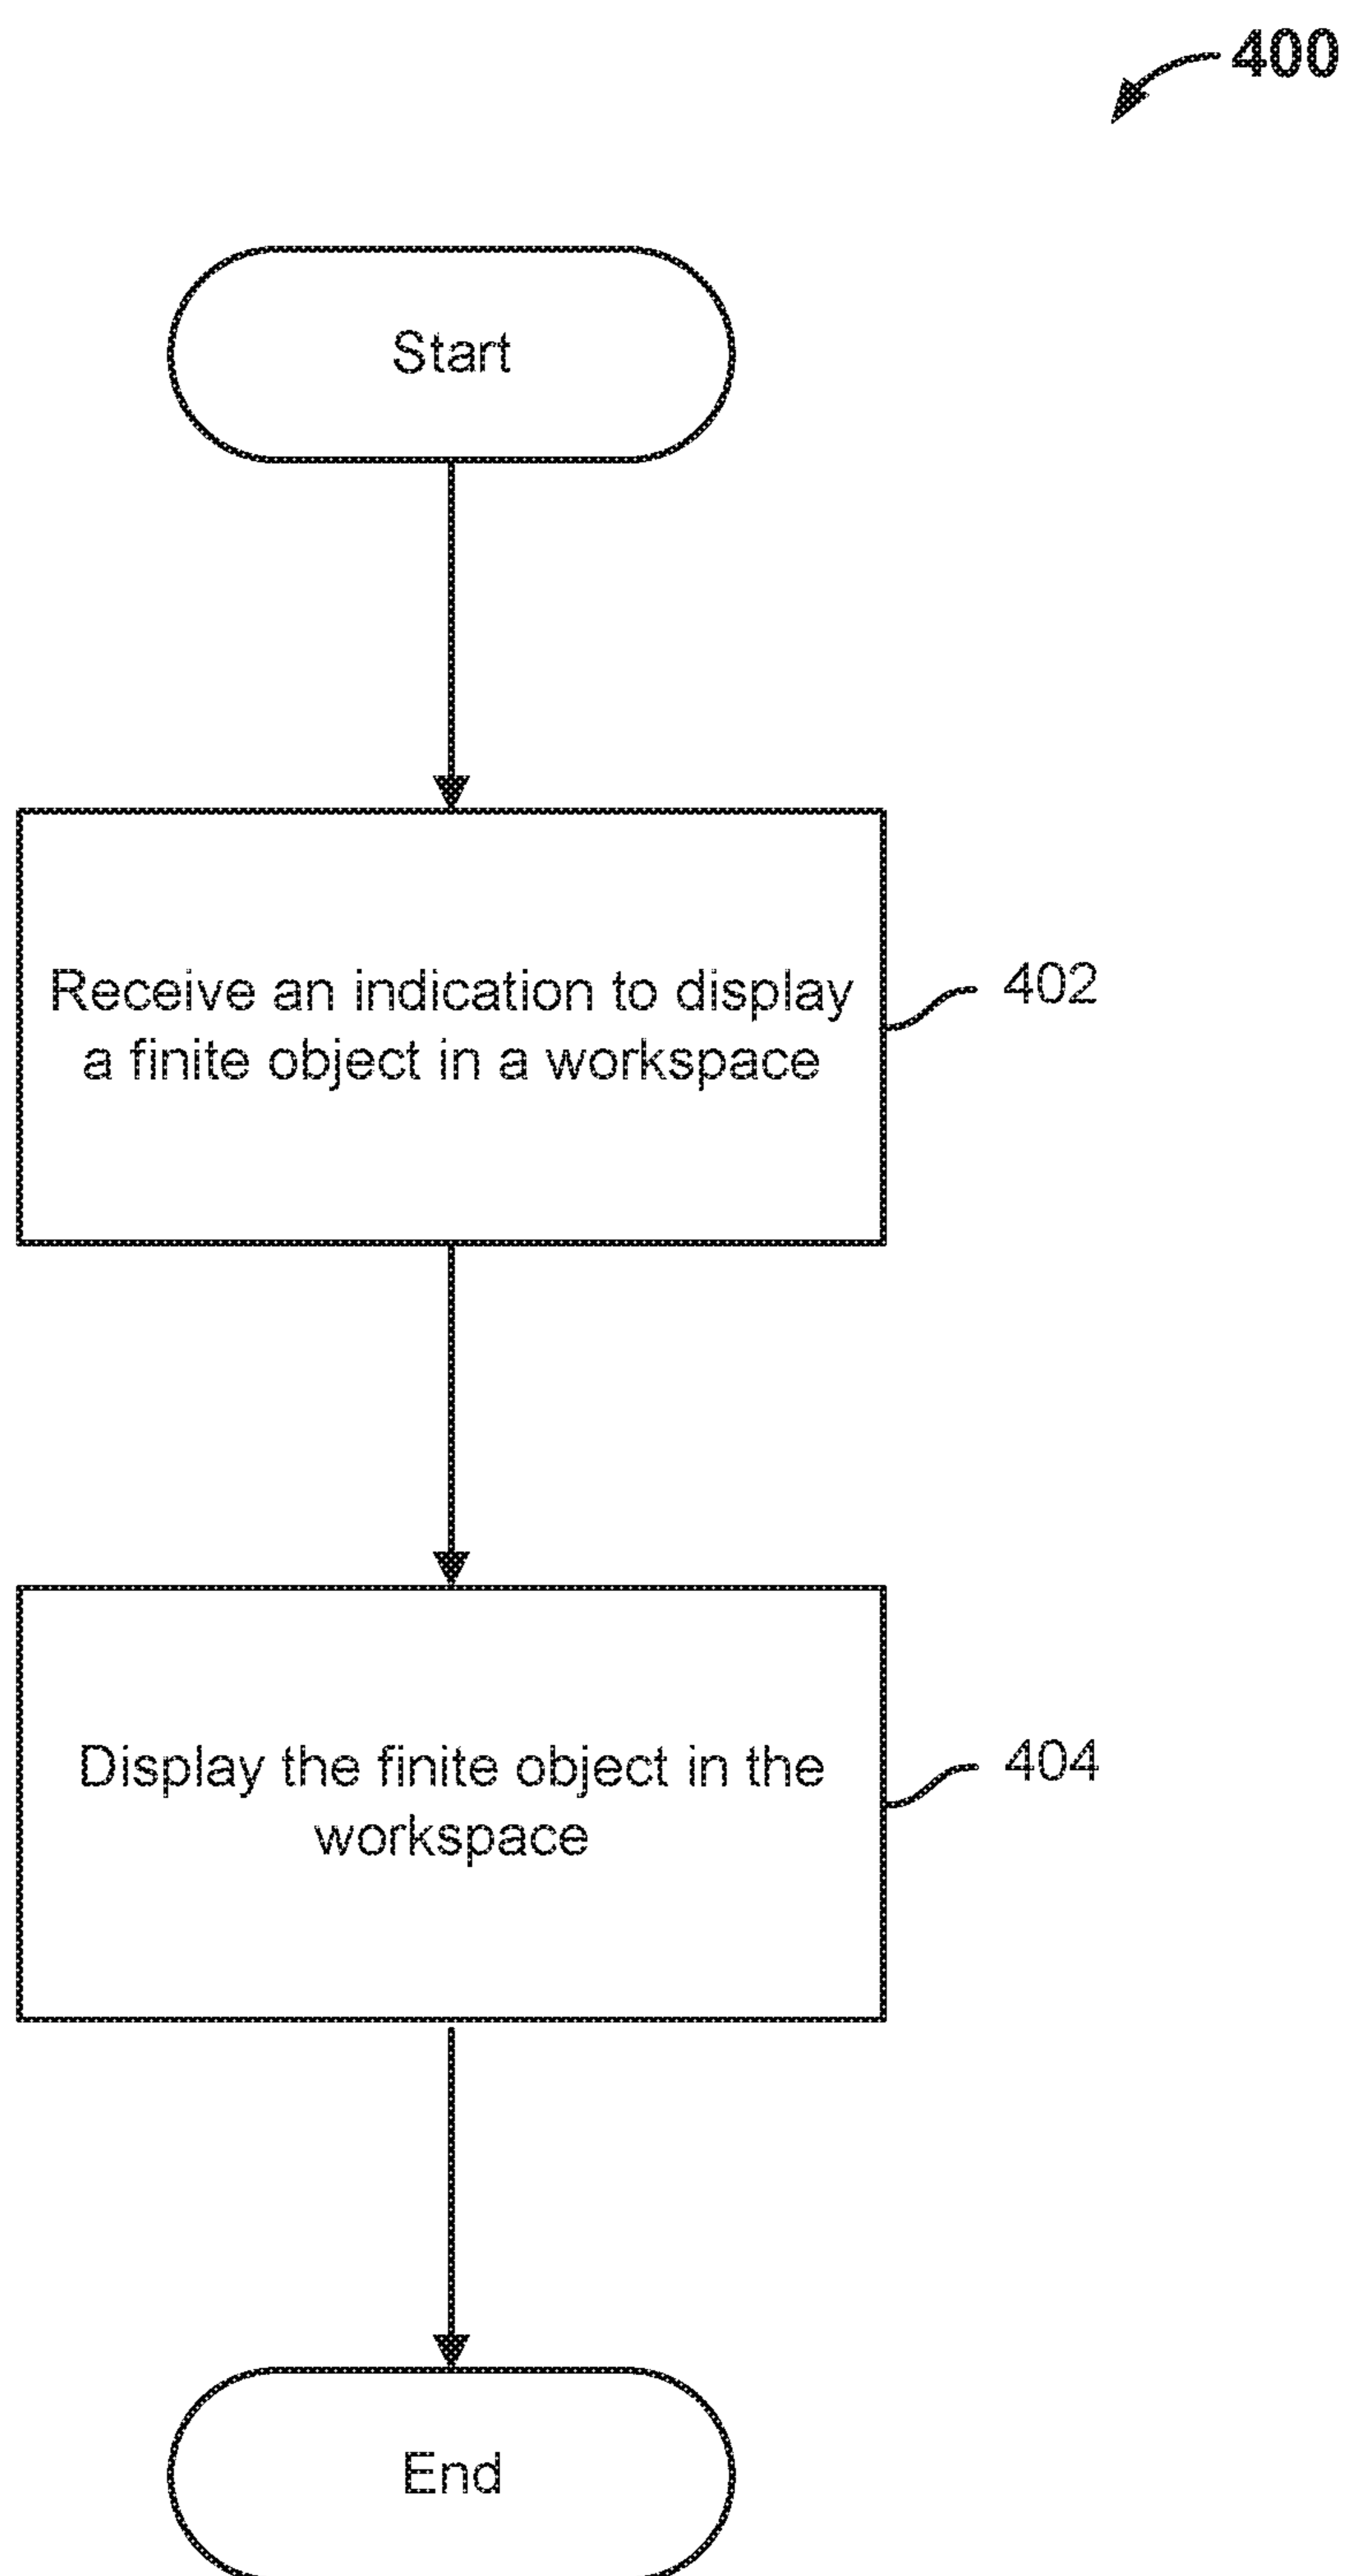 400
Start
Receive an indication to display
a finite object in a workspace
402
Display the finite object in the
workspace
404
End